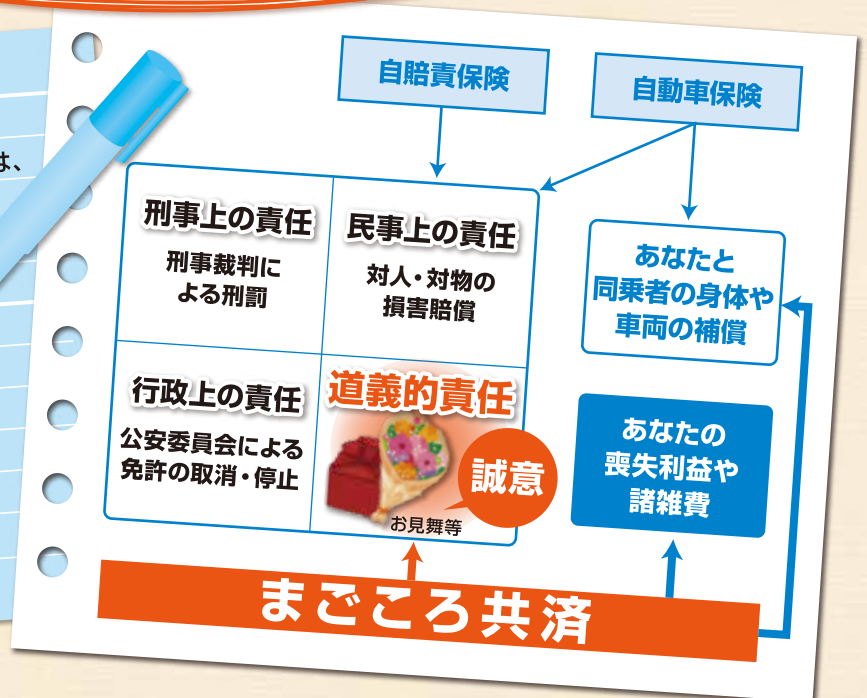 は、
自賠責保険
自動車保険
刑事上の責任
刑事裁判に
よる刑罰
民事上の責任
対人・対物の
損害賠償
あなたと
同乗者の身体や
車両の補償
行政上の責任
公安委員会による
免許の取消・停止
道義的責任
誠意
お見舞等
あなたの
喪失利益や
諸雑費
まごころ共済